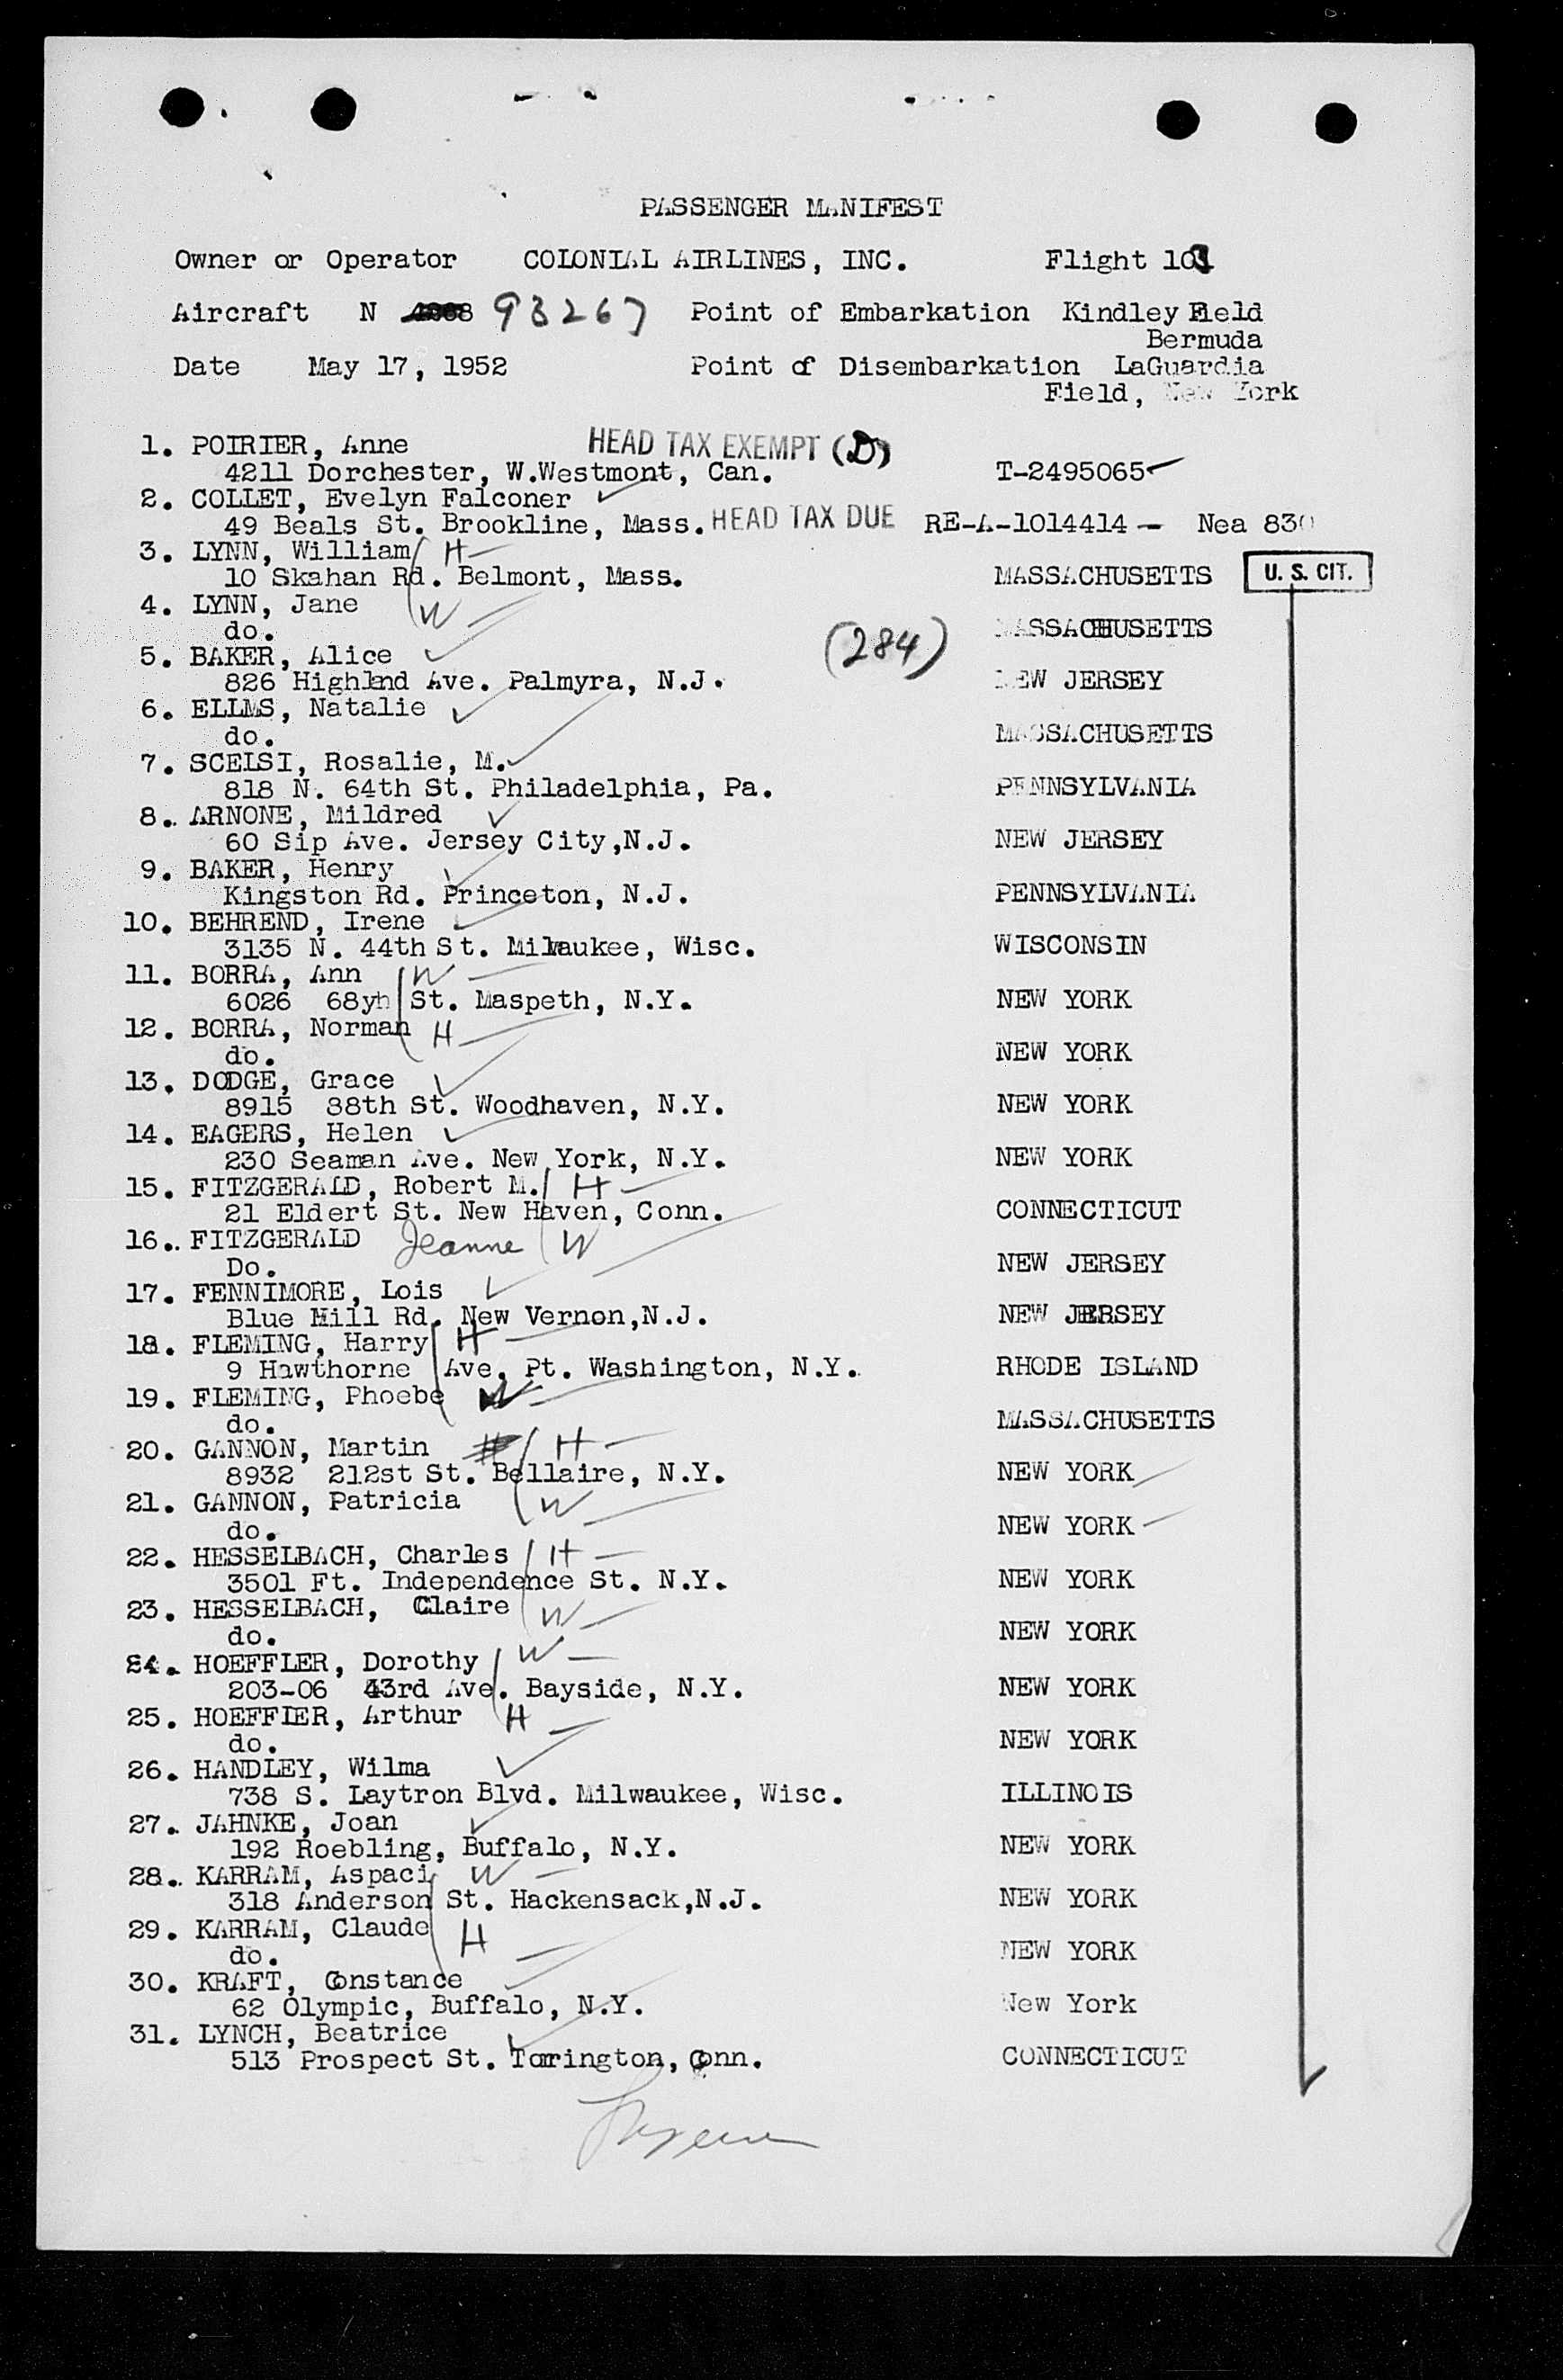 PASSENGER MANIFEST
Owner or Operator COLONIAL AIRLINES, INC. Flight 103
Aircraft N 93267 Point of Embarkation Kindley Field
Bermuda
Date May 17, 1952 Point of Disembarkation LaGuardia
Field, New York
1. POIRIER, Anne HEAD TAX EXEMPT (D)
4211 Dorchester, W.Westmont, Can. T-2495065
2. COLLET, Evelyn Falconer
49 Beals St. Brookline, Mass. HEAD TAX DUE RE-A-1014414 - Nea 830
3. LYNN, William H
10 Skahan Rd. Belmont, Mass. MASSACHUSETTS U. S. CIT.
4. LYNN, Jane W
do. MASSACHUSETTS
5. BAKER, Alice (284)
826 Highland Ave. Palmyra, N.J. NEW JERSEY
6. ELLMS, Natalie
do. MASSACHUSETTS
7. SCELSI, Rosalie, M.
818 N. 64th St. Philadelphia, Pa. PENNSYLVANIA
8. ARNONE, Mildred
60 Sip Ave. Jersey City,N.J. NEW JERSEY
9. BAKER, Henry
Kingston Rd. Princeton, N.J. PENNSYLVANIA
10. BEHREND, Irene
3135 N. 44th St. Milwaukee, Wisc. WISCONSIN
11. BORRA, Ann W
6026 68yh St. Maspeth, N.Y. NEW YORK
12. BORRA, Norman H
do. NEW YORK
13. DODGE, Grace
8915 88th St. Woodhaven, N.Y. NEW YORK
14. EAGERS, Helen
230 Seaman Ave. New York, N.Y. NEW YORK
15. FITZGERALD, Robert M. H
21 Eldert St. New Haven, Conn. CONNECTICUT
16. FITZGERALD Jeanne W
Do. NEW JERSEY
17. FENNIMORE, Lois
Blue Mill Rd. New Vernon,N.J. NEW JERSEY
18. FLEMING, Harry H
9 Hawthorne Ave. Pt. Washington, N.Y. RHODE ISLAND
19. FLEMING, Phoebe W
do. MASSACHUSETTS
20. GANNON, Martin H
8932 212st St. Bellaire, N.Y. NEW YORK
21. GANNON, Patricia W
do. NEW YORK
22. HESSELBACH, Charles H
3501 Ft. Independence St. N.Y. NEW YORK
23. HESSELBACH, Claire W
do. NEW YORK
24. HOEFFLER, Dorothy W
203-06 43rd Ave. Bayside, N.Y. NEW YORK
25. HOEFFLER, Arthur H
do. NEW YORK
26. HANDLEY, Wilma
738 S. Laytron Blvd. Milwaukee, Wisc. ILLINOIS
27. JAHNKE, Joan
192 Roebling, Buffalo, N.Y. NEW YORK
28. KARRAM, Aspaci W
318 Anderson St. Hackensack,N.J. NEW YORK
29. KARRAM, Claude H
do. NEW YORK
30. KRAFT, Constance
62 Olympic, Buffalo, N.Y. New York
31. LYNCH, Beatrice
513 Prospect St. Torrington, Conn. CONNECTICUT